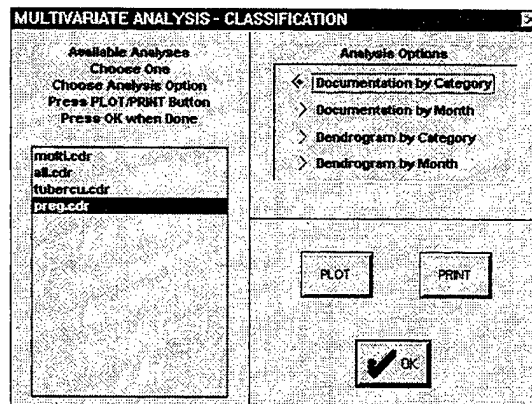 MULTIVARIATE ANALYSIS - CLASSIFICATION
Available Analyses
Choose One
Choose Analysis Option
Press PLOT/PRINT Button
Press OK when Done
multi.cdr
all.cdr
tubercu.cdr
preg.cdr
Analysis Options
Documentation by Category
Documentation by Month
Dendrogram by Category
Dendrogram by Month
PLOT
PRINT
OK